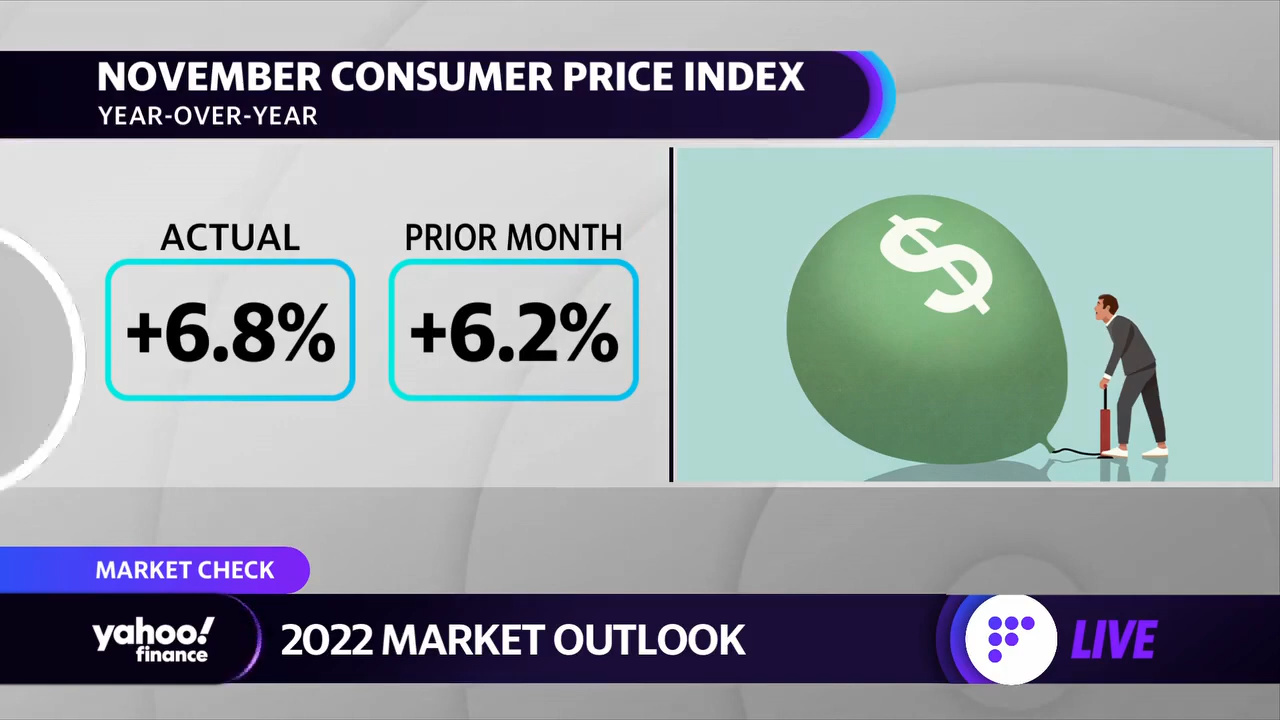 NOVEMBER CONSUMER PRICE INDEX
YEAR-OVER-YEAR
ACTUAL
PRIOR MONTH
+6.8%
+6.2%
$
MARKET CHECK
yahoo!
finance
2022 MARKET OUTLOOK
LIVE